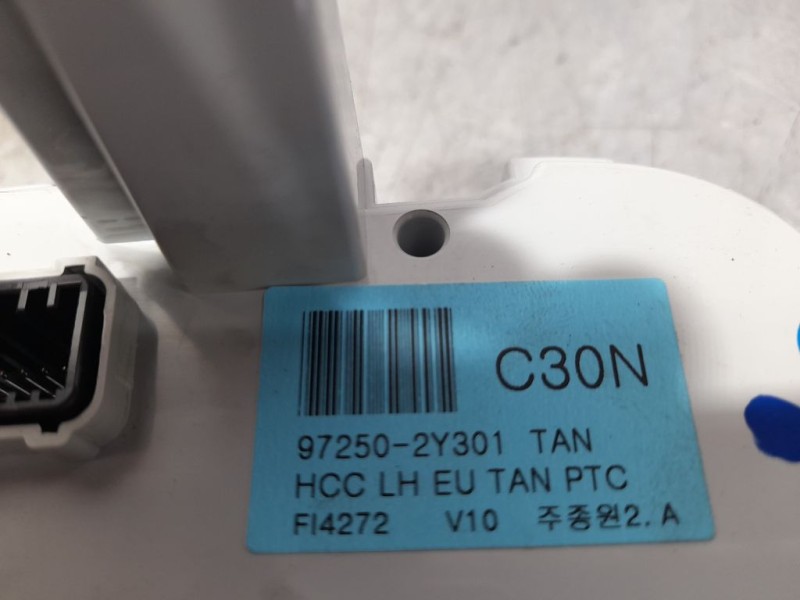 C30N
97250-2Y301 TAN
HCC LH EU TAN PTC
FI4272 V10 주종원2.A